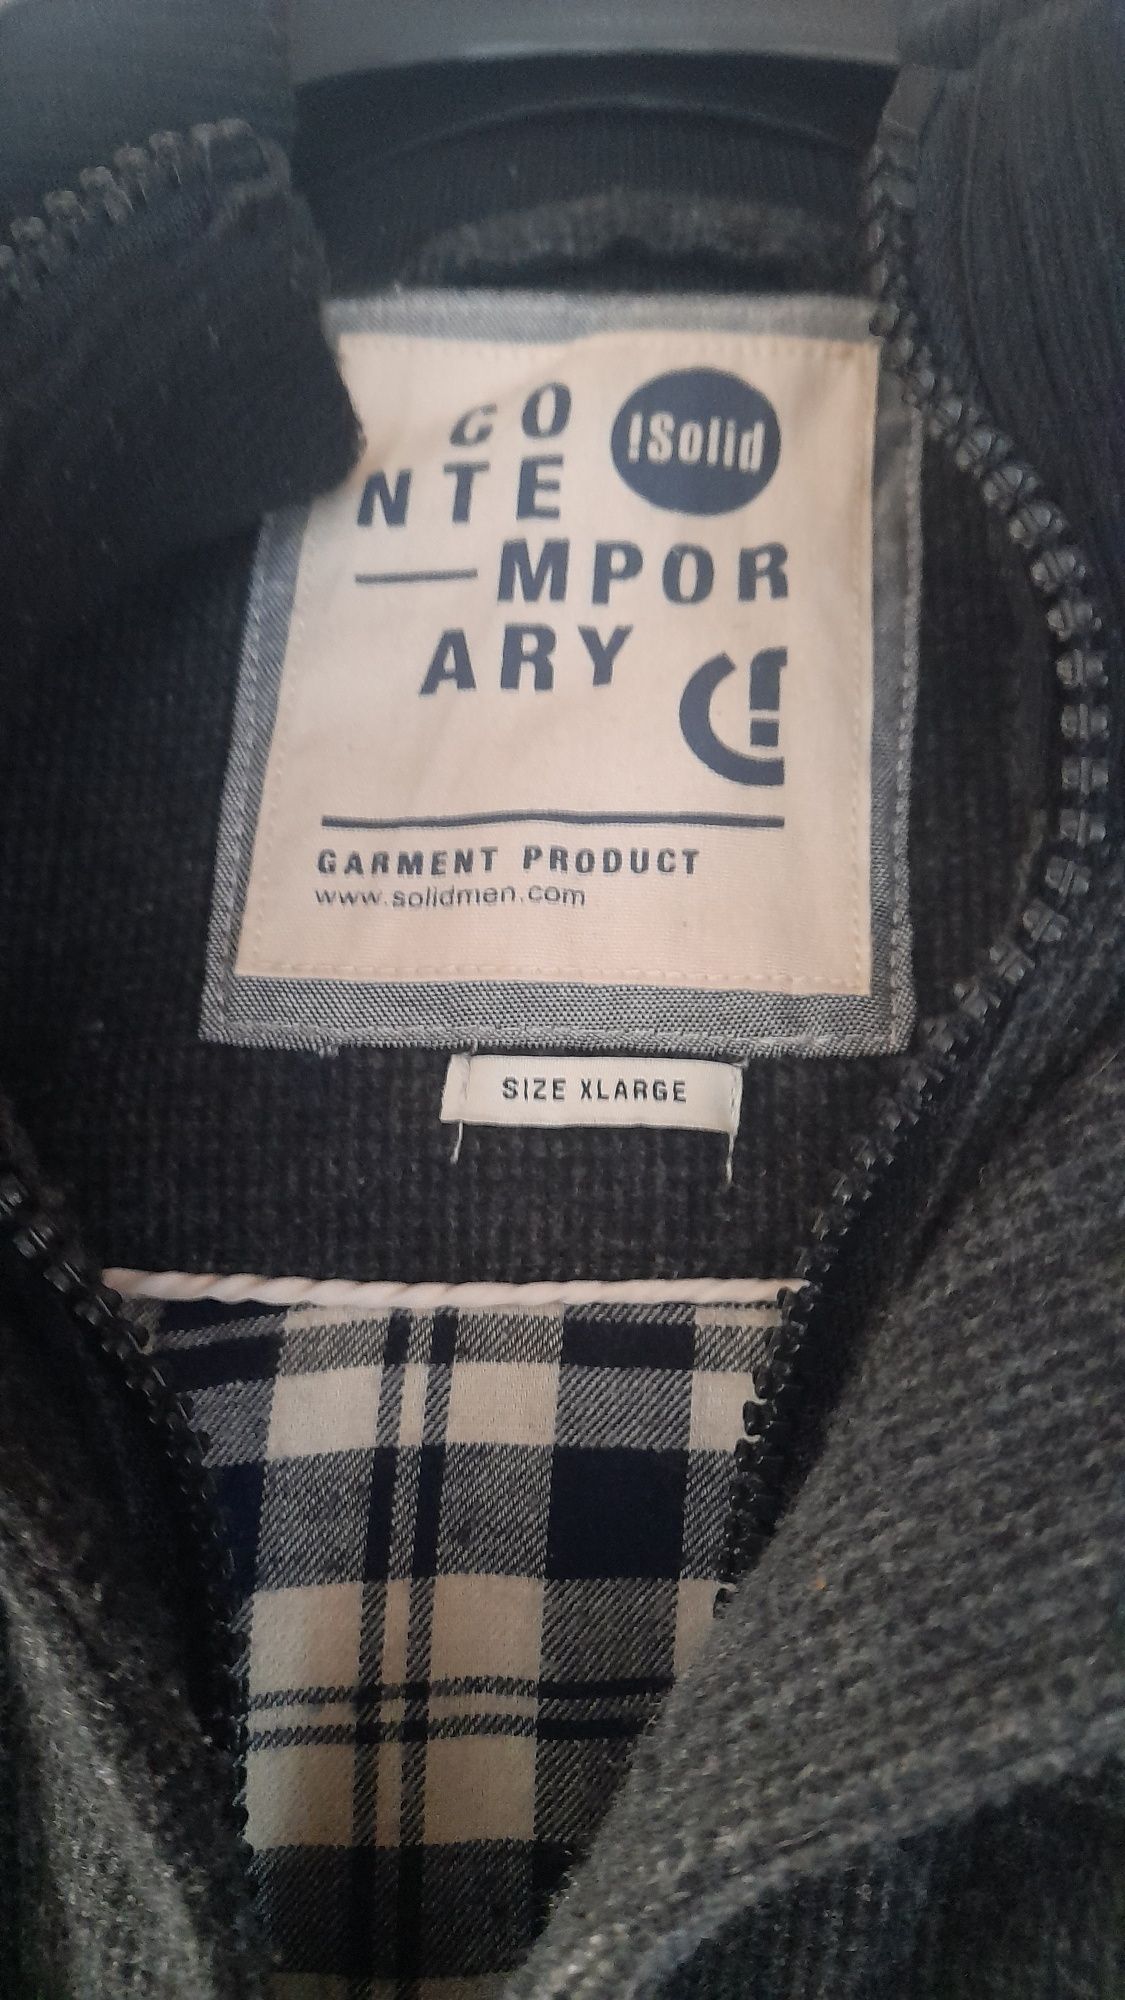 CO
!Solid
NTE
— MPOR
ARY
GARMENT PRODUCT
www.solidmen.com
SIZE XLARGE